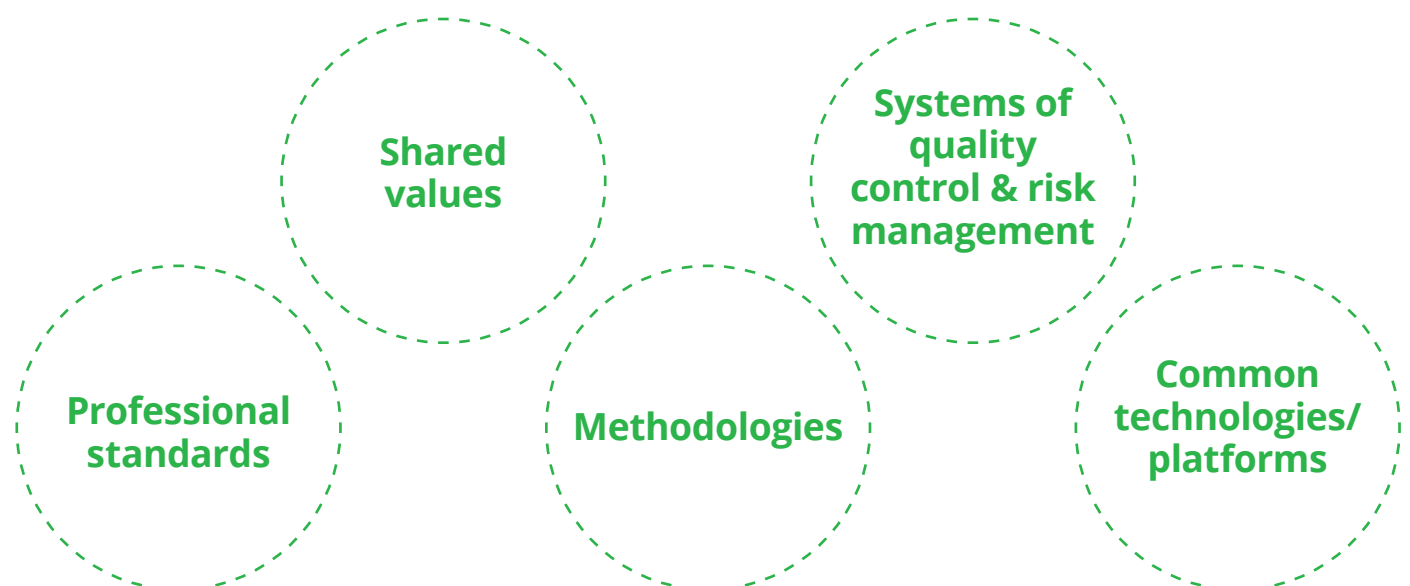 Shared
values
Systems of
quality
control & risk
management
Professional
standards
Methodologies
Common
technologies/
platforms